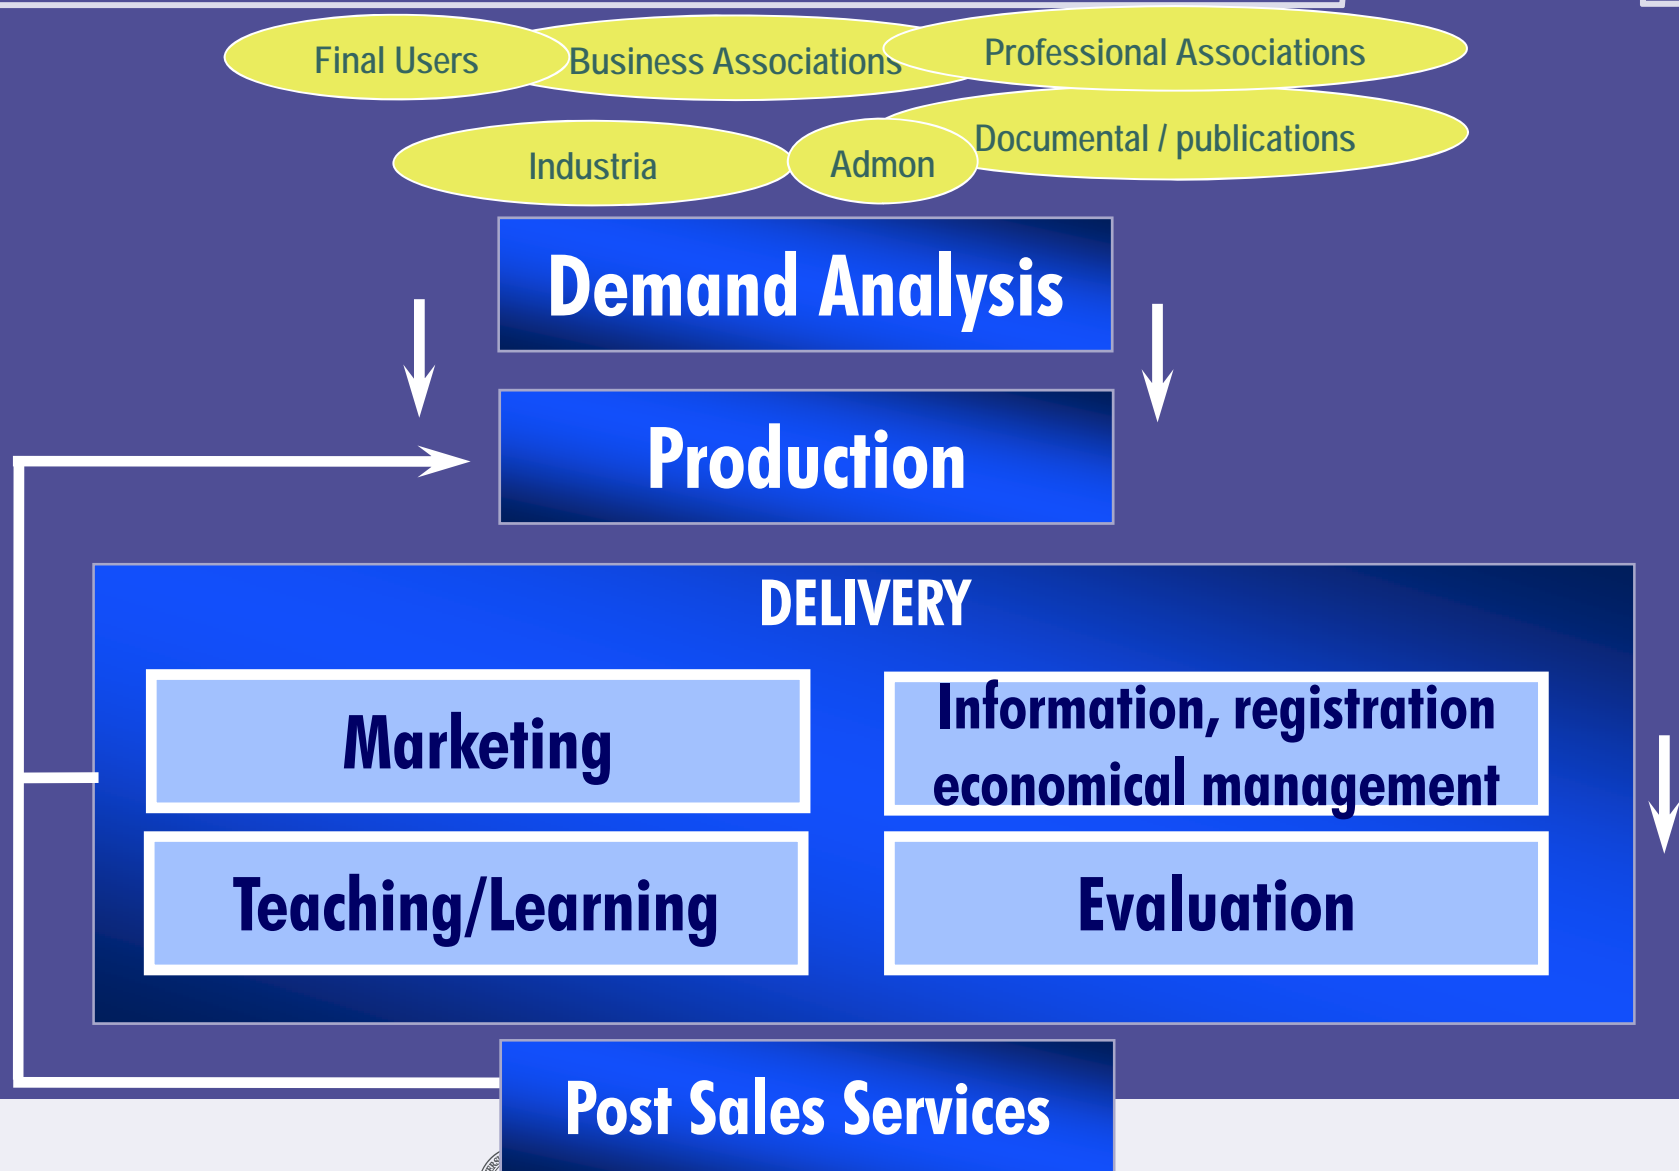 Final Users
Business Associations
Professional Associations
Industria
Admon
Documental / publications
Demand Analysis
Production
DELIVERY
Marketing
Information, registration
economical management
Teaching/Learning
Evaluation
Post Sales Services